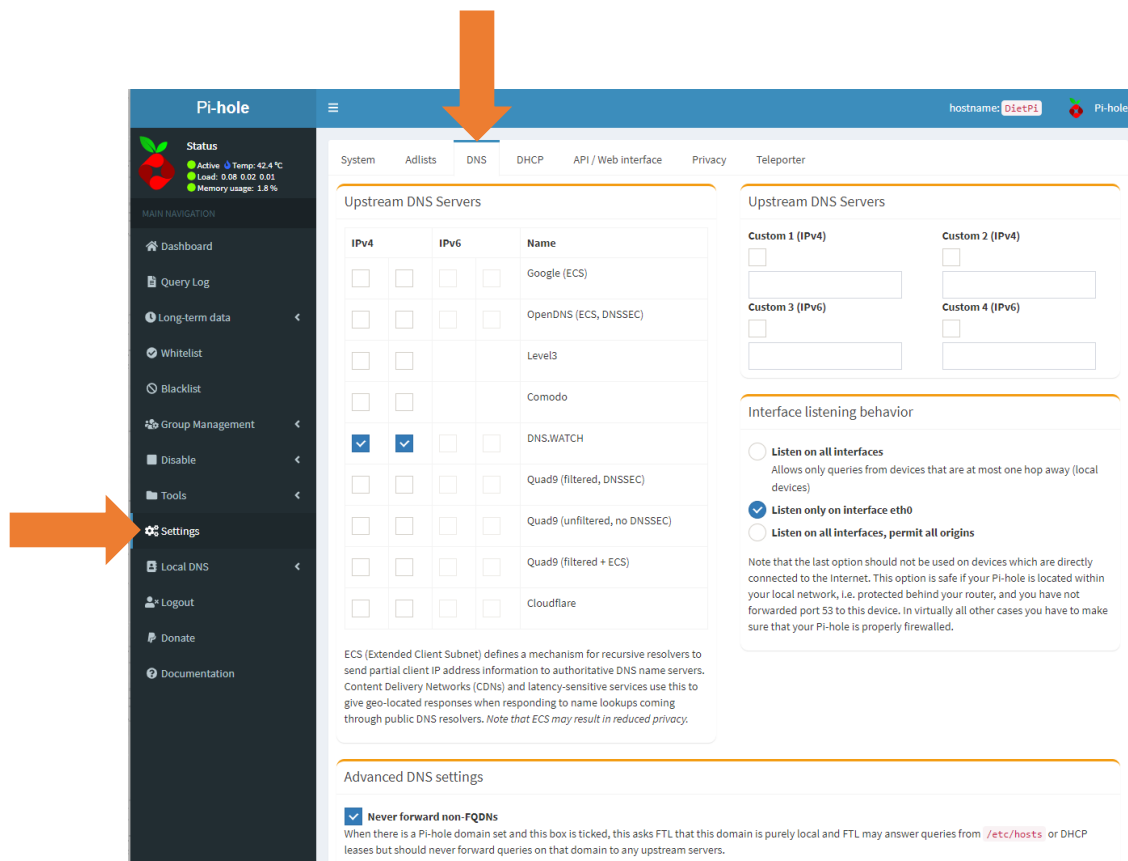 Pi-hole
hostname: DietPi
Pi-hole
Status
Active Temp: 42.4 °C
Load: 0.08 0.02 0.01
Memory usage: 1.8 %
MAIN NAVIGATION
Dashboard
Query Log
Long-term data
Whitelist
Blacklist
Group Management
Disable
Tools
Settings
Local DNS
Logout
Donate
Documentation
System Adlists DNS DHCP API / Web interface Privacy Teleporter
Upstream DNS Servers
IPv4 IPv6 Name
Google (ECS)
OpenDNS (ECS, DNSSEC)
Level3
Comodo
DNS.WATCH
Quad9 (filtered, DNSSEC)
Quad9 (unfiltered, no DNSSEC)
Quad9 (filtered + ECS)
Cloudflare
ECS (Extended Client Subnet) defines a mechanism for recursive resolvers to
send partial client IP address information to authoritative DNS name servers.
Content Delivery Networks (CDNs) and latency-sensitive services use this to
give geo-located responses when responding to name lookups coming
through public DNS resolvers. Note that ECS may result in reduced privacy.
Upstream DNS Servers
Custom 1 (IPv4) Custom 2 (IPv4)
Custom 3 (IPv6) Custom 4 (IPv6)
Interface listening behavior
Listen on all interfaces
Allows only queries from devices that are at most one hop away (local
devices)
Listen only on interface eth0
Listen on all interfaces, permit all origins
Note that the last option should not be used on devices which are directly
connected to the Internet. This option is safe if your Pi-hole is located within
your local network, i.e. protected behind your router, and you have not
forwarded port 53 to this device. In virtually all other cases you have to make
sure that your Pi-hole is properly firewalled.
Advanced DNS settings
Never forward non-FQDNs
When there is a Pi-hole domain set and this box is ticked, this asks FTL that this domain is purely local and FTL may answer queries from /etc/hosts or DHCP
leases but should never forward queries on that domain to any upstream servers.